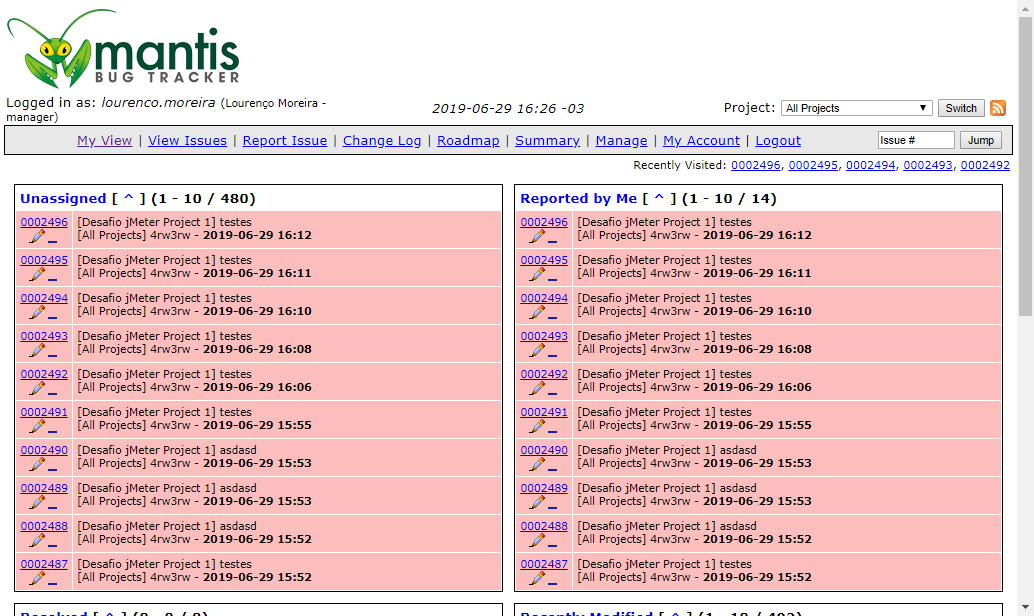 mantis
BUG TRACKER
Logged in as: lourenco.moreira (Lourenço Moreira - manager)
2019-06-29 16:26 -03
Project: All Projects Switch
My View | View Issues | Report Issue | Change Log | Roadmap | Summary | Manage | My Account | Logout
Issue # Jump
Recently Visited: 0002496, 0002495, 0002494, 0002493, 0002492
Unassigned [ ^ ] (1 - 10 / 480)
0002496 [Desafio jMeter Project 1] testes
[All Projects] 4rw3rw - 2019-06-29 16:12
0002495 [Desafio jMeter Project 1] testes
[All Projects] 4rw3rw - 2019-06-29 16:11
0002494 [Desafio jMeter Project 1] testes
[All Projects] 4rw3rw - 2019-06-29 16:10
0002493 [Desafio jMeter Project 1] testes
[All Projects] 4rw3rw - 2019-06-29 16:08
0002492 [Desafio jMeter Project 1] testes
[All Projects] 4rw3rw - 2019-06-29 16:06
0002491 [Desafio jMeter Project 1] testes
[All Projects] 4rw3rw - 2019-06-29 15:55
0002490 [Desafio jMeter Project 1] asdasd
[All Projects] 4rw3rw - 2019-06-29 15:53
0002489 [Desafio jMeter Project 1] asdasd
[All Projects] 4rw3rw - 2019-06-29 15:53
0002488 [Desafio jMeter Project 1] asdasd
[All Projects] 4rw3rw - 2019-06-29 15:52
0002487 [Desafio jMeter Project 1] testes
[All Projects] 4rw3rw - 2019-06-29 15:52
Reported by Me [ ^ ] (1 - 10 / 14)
0002496 [Desafio jMeter Project 1] testes
[All Projects] 4rw3rw - 2019-06-29 16:12
0002495 [Desafio jMeter Project 1] testes
[All Projects] 4rw3rw - 2019-06-29 16:11
0002494 [Desafio jMeter Project 1] testes
[All Projects] 4rw3rw - 2019-06-29 16:10
0002493 [Desafio jMeter Project 1] testes
[All Projects] 4rw3rw - 2019-06-29 16:08
0002492 [Desafio jMeter Project 1] testes
[All Projects] 4rw3rw - 2019-06-29 16:06
0002491 [Desafio jMeter Project 1] testes
[All Projects] 4rw3rw - 2019-06-29 15:55
0002490 [Desafio jMeter Project 1] asdasd
[All Projects] 4rw3rw - 2019-06-29 15:53
0002489 [Desafio jMeter Project 1] asdasd
[All Projects] 4rw3rw - 2019-06-29 15:53
0002488 [Desafio jMeter Project 1] asdasd
[All Projects] 4rw3rw - 2019-06-29 15:52
0002487 [Desafio jMeter Project 1] testes
[All Projects] 4rw3rw - 2019-06-29 15:52